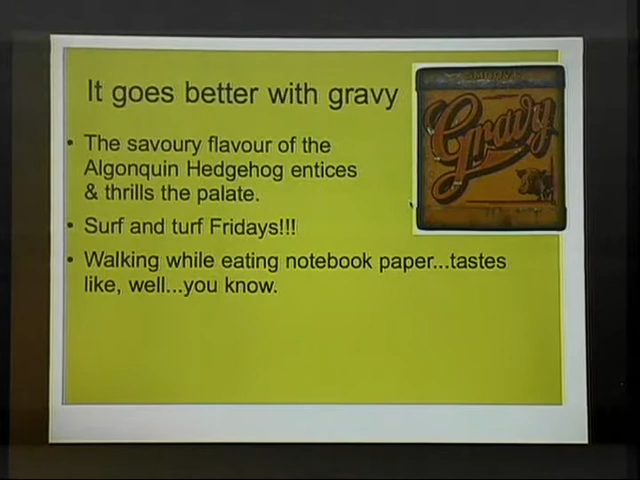 It goes better with gravy
• The savoury flavour of the
Algonquin Hedgehog entices
& thrills the palate.
• Surf and turf Fridays!!!
• Walking while eating notebook paper...tastes
like, well...you know.
Gravy